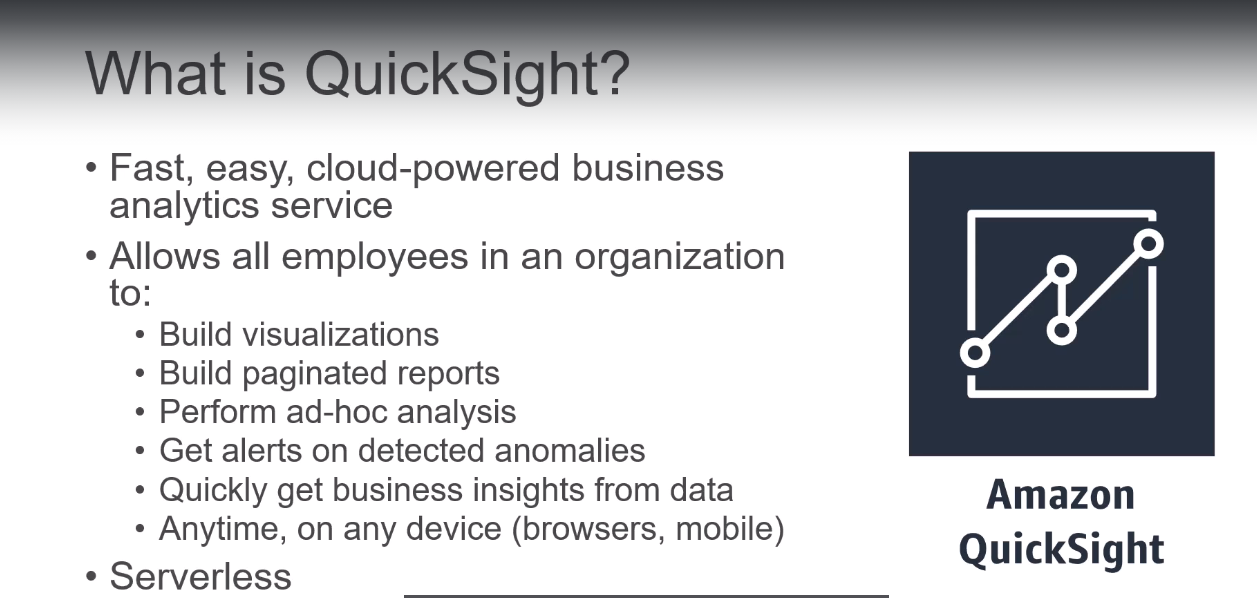 What is QuickSight?
• Fast, easy, cloud-powered business
analytics service
• Allows all employees in an organization
to:
• Build visualizations
• Build paginated reports
• Perform ad-hoc analysis
• Get alerts on detected anomalies
• Quickly get business insights from data
• Anytime, on any device (browsers, mobile)
• Serverless
Amazon
QuickSight